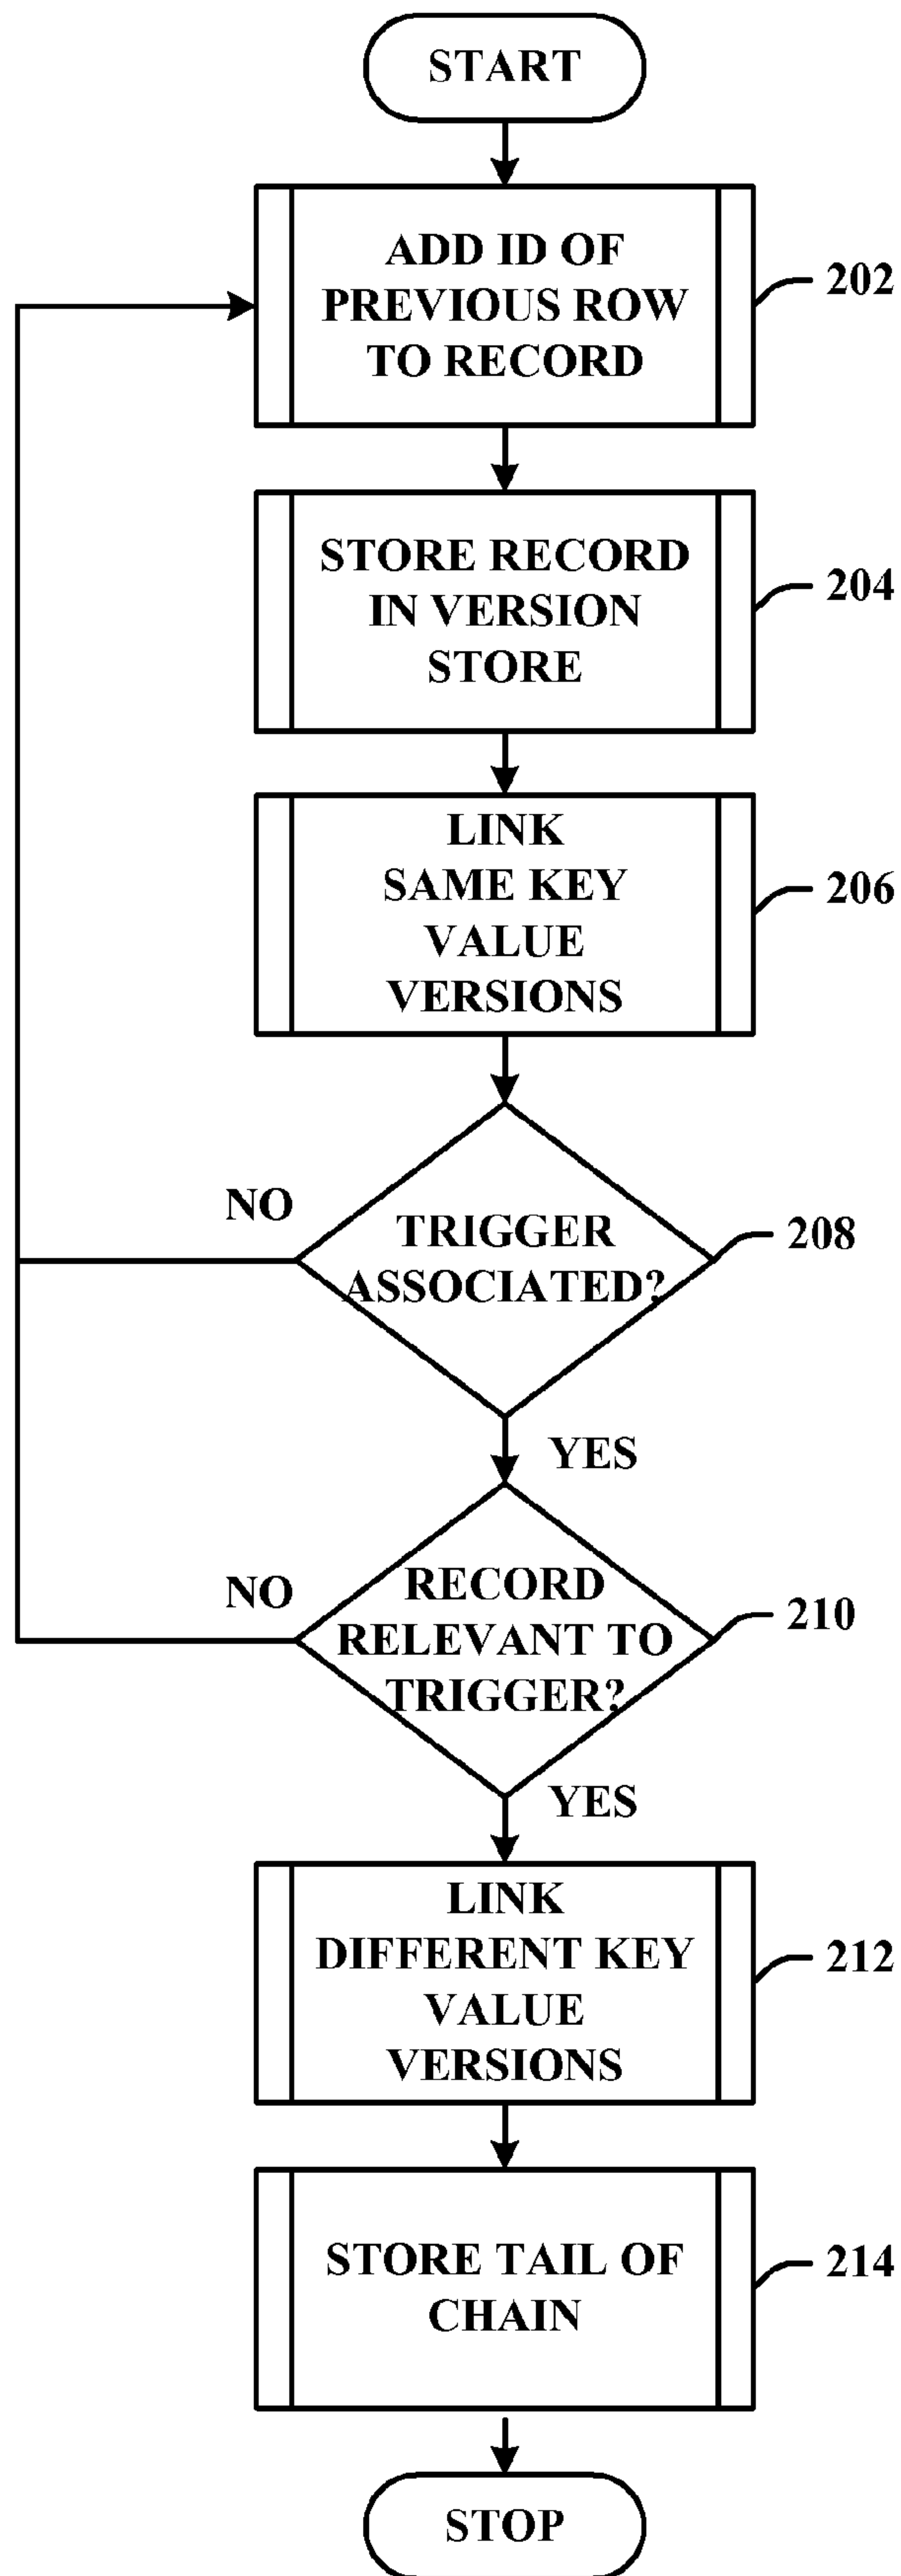 START
ADD ID OF
PREVIOUS ROW
TO RECORD
202
STORE RECORD
IN VERSION
STORE
204
LINK
SAME KEY
VALUE
VERSIONS
206
NO
TRIGGER
ASSOCIATED?
208
YES
NO
RECORD
RELEVANT TO
TRIGGER?
210
YES
LINK
DIFFERENT KEY
VALUE
VERSIONS
212
STORE TAIL OF
CHAIN
214
STOP